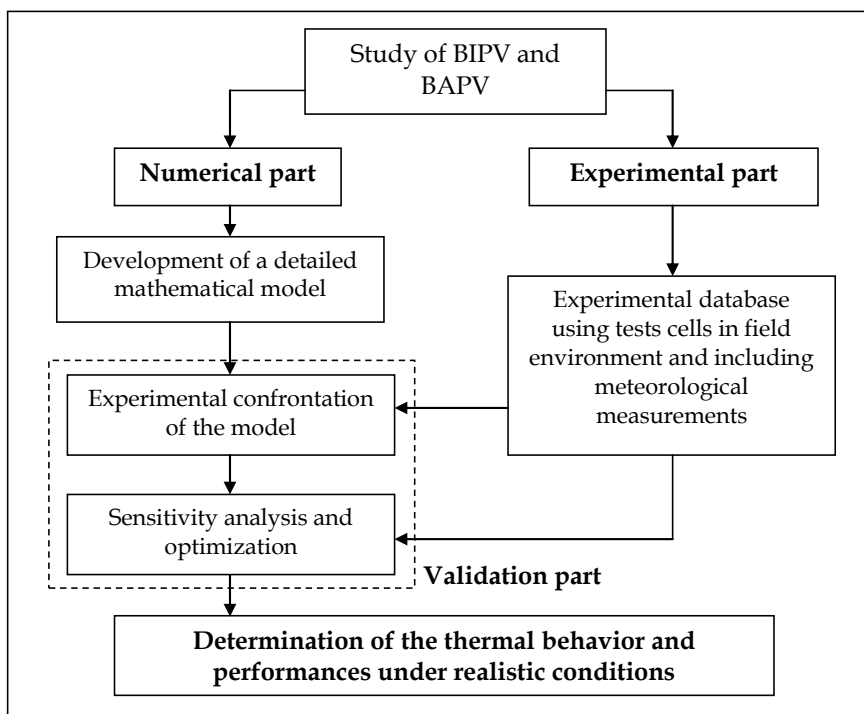 Study of BIPV and
BAPV
Numerical part
Experimental part
Development of a detailed
mathematical model
Experimental database
using tests cells in field
environment and including
meteorological
measurements
Experimental confrontation
of the model
Sensitivity analysis and
optimization
Validation part
Determination of the thermal behavior and
performances under realistic conditions